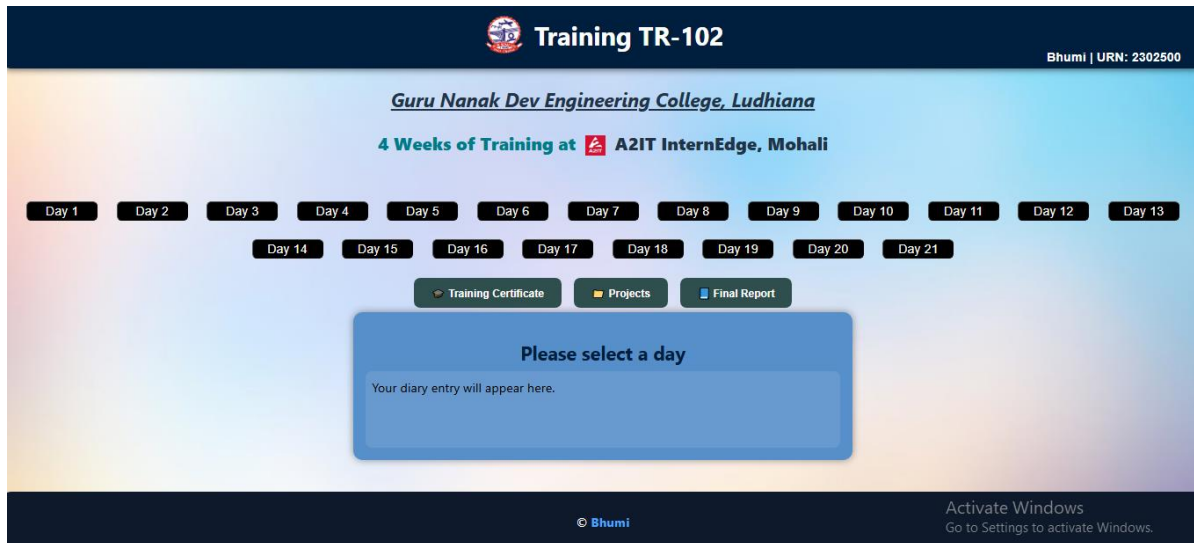 Training TR-102
Bhumi | URN: 2302500
Guru Nanak Dev Engineering College, Ludhiana
4 Weeks of Training at A2IT A2IT InternEdge, Mohali
Day 1 Day 2 Day 3 Day 4 Day 5 Day 6 Day 7 Day 8 Day 9 Day 10 Day 11 Day 12 Day 13
Day 14 Day 15 Day 16 Day 17 Day 18 Day 19 Day 20 Day 21
Training Certificate Projects Final Report
Please select a day
Your diary entry will appear here.
© Bhumi
Activate Windows
Go to Settings to activate Windows.